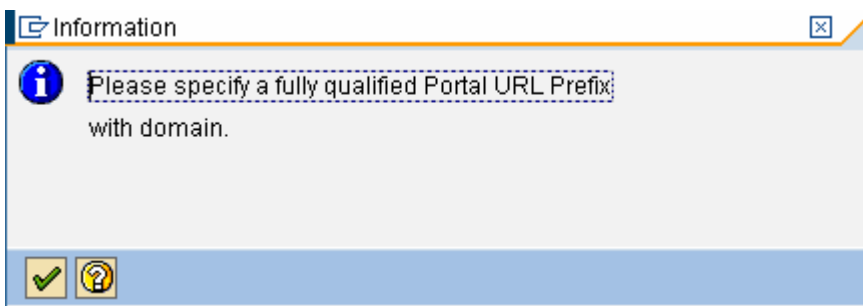 Information
Please specify a fully qualified Portal URL Prefix
with domain.